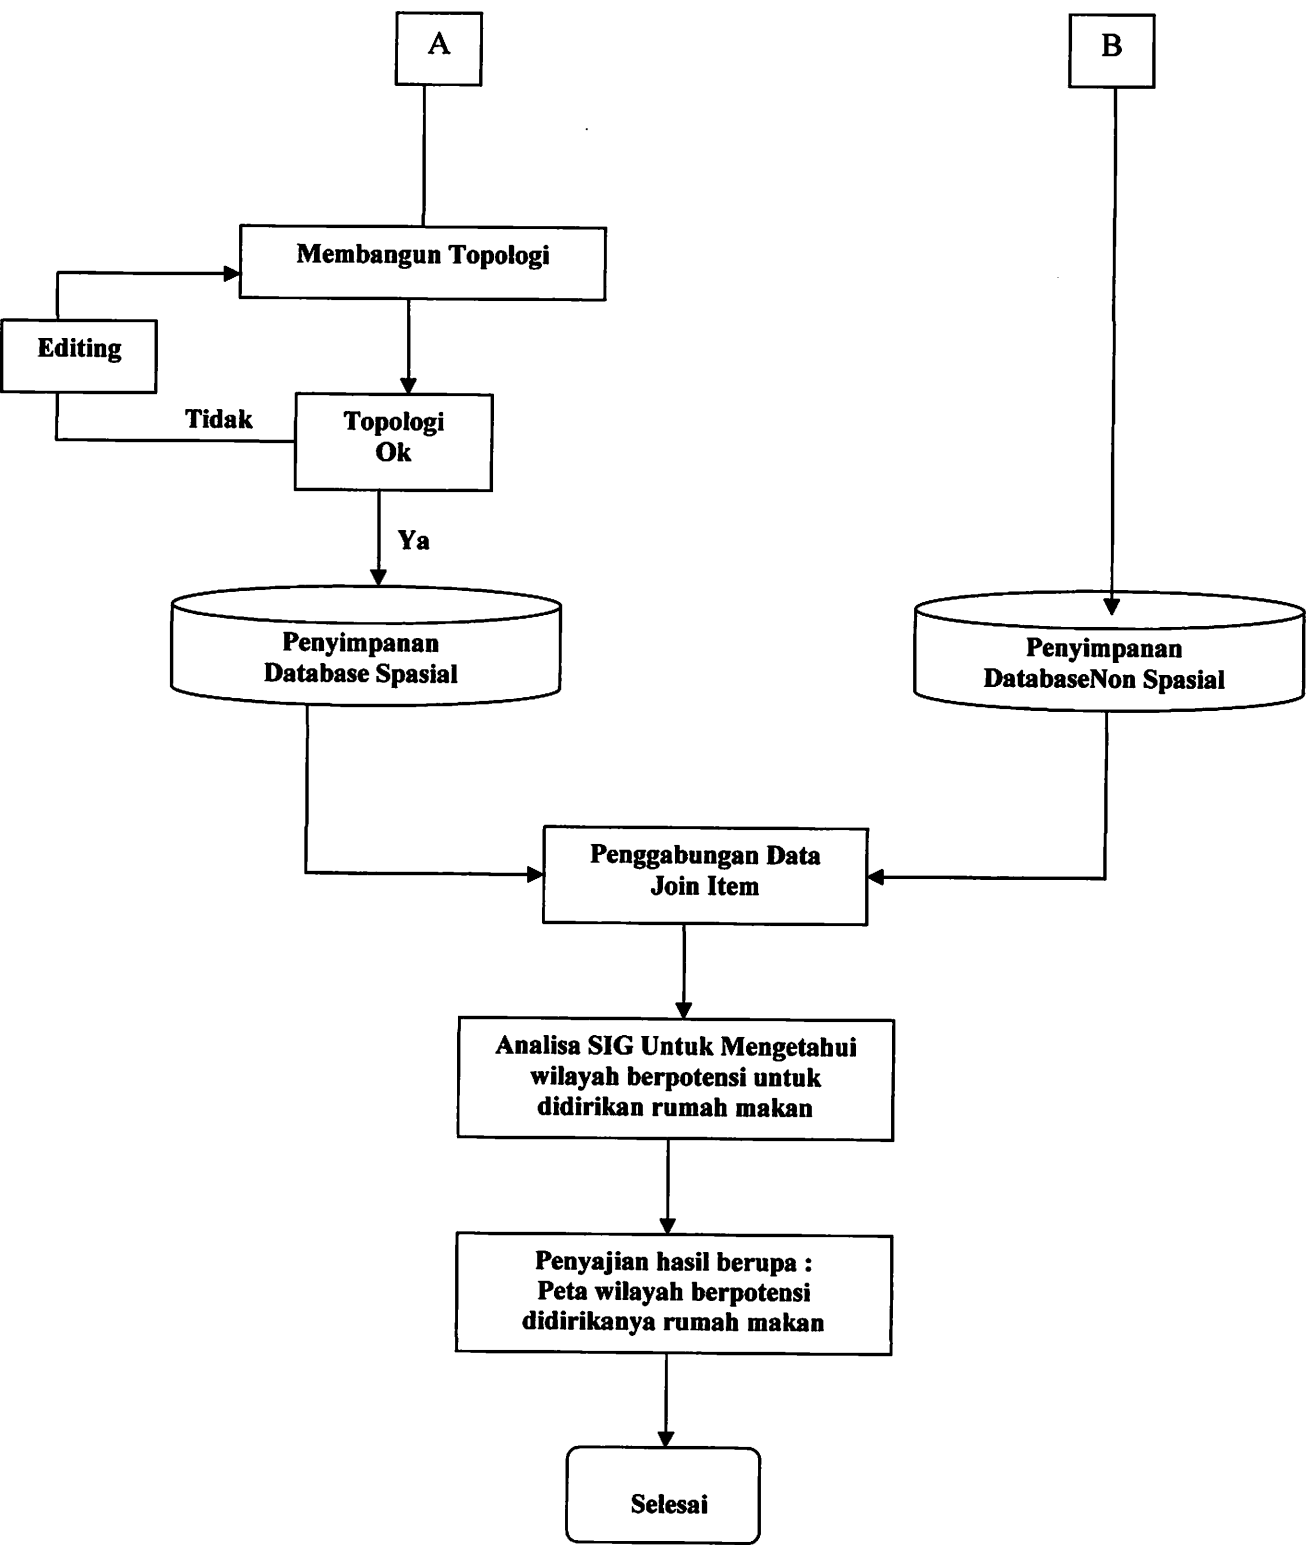 A
B
Membangun Topologi
Editing
Tidak
Topologi
Ok
Ya
Penyimpanan
Database Spasial
Penyimpanan
DatabaseNon Spasial
Penggabungan Data
Join Item
Analisa SIG Untuk Mengetahui
wilayah berpotensi untuk
didirikan rumah makan
Penyajian hasil berupa :
Peta wilayah berpotensi
didirikanya rumah makan
Selesai